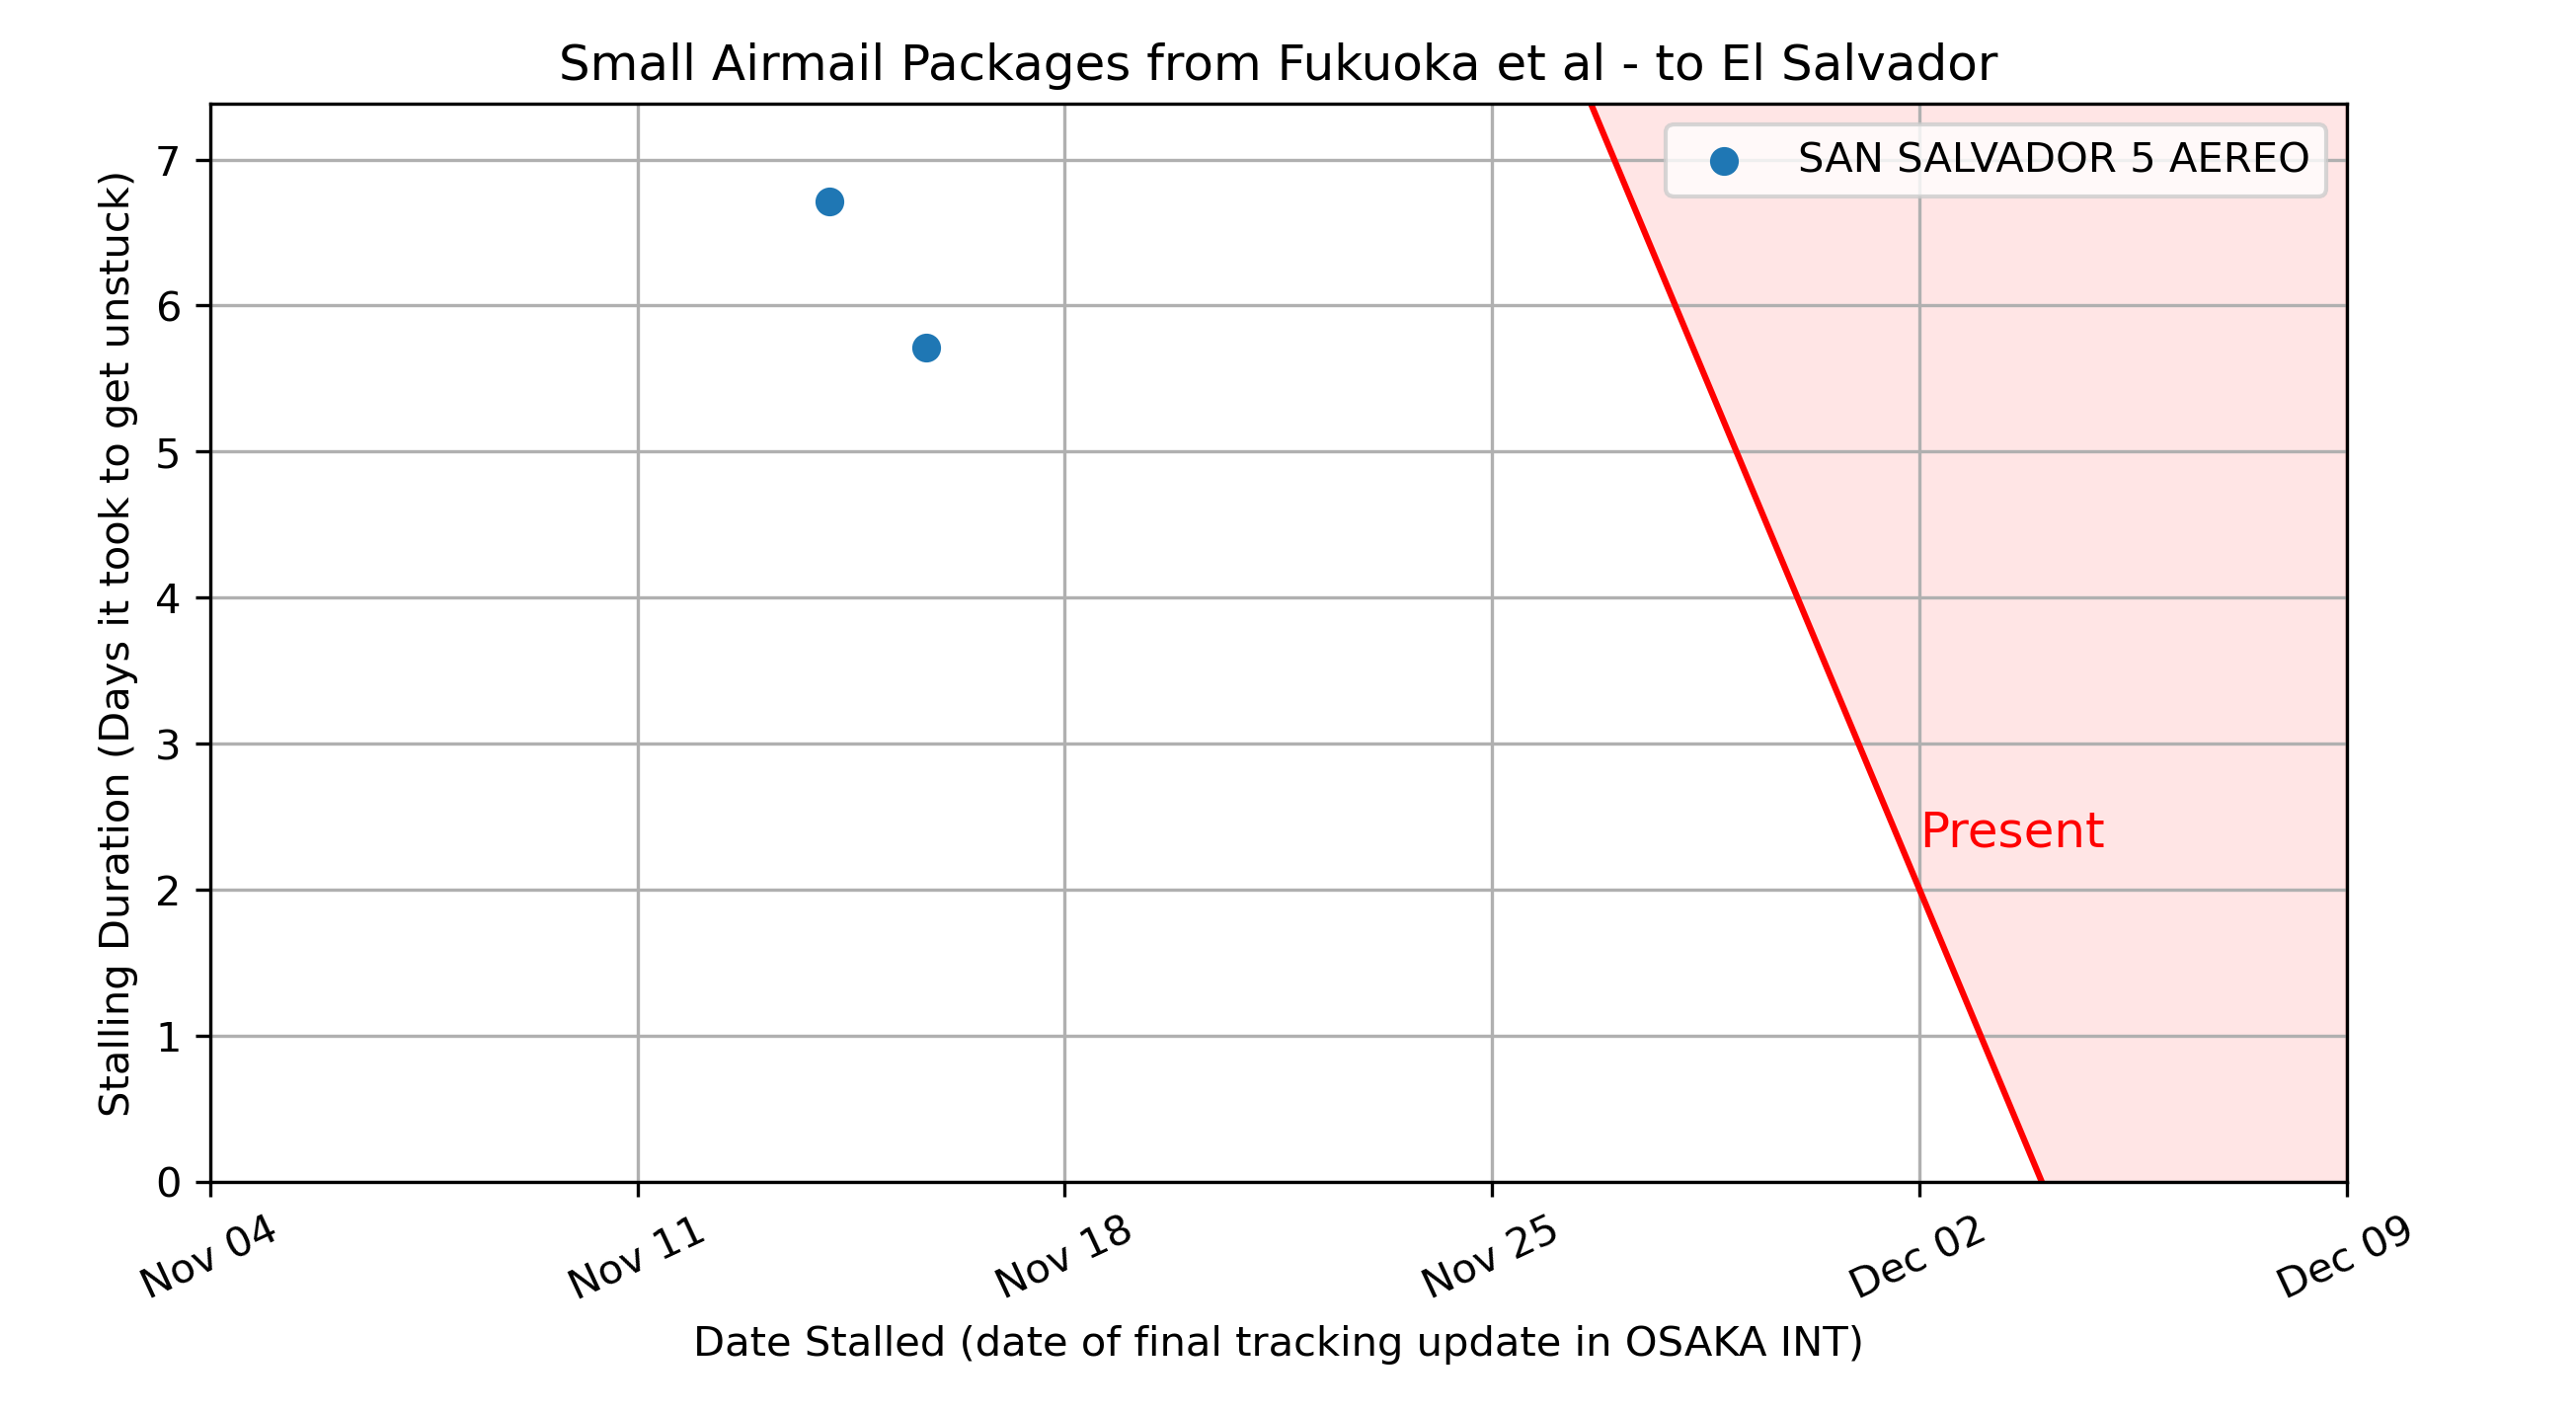 Small Airmail Packages from Fukuoka et al - to El Salvador
SAN SALVADOR 5 AEREO
Stalling Duration (Days it took to get unstuck)
7
6
5
4
3
2
1
0
Present
Nov 04
Nov 11
Nov 18
Nov 25
Dec 02
Dec 09
Date Stalled (date of final tracking update in OSAKA INT)